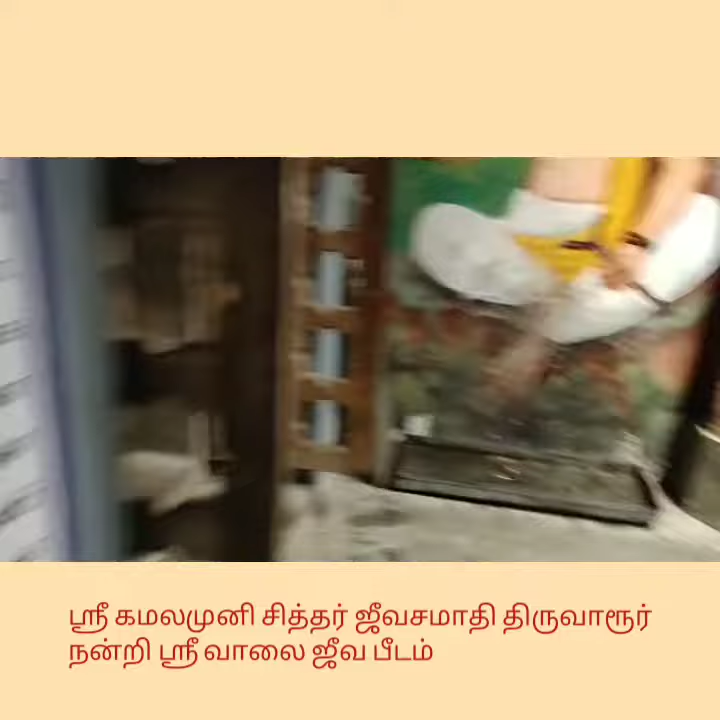 ஸ்ரீ கமலமுனி சித்தர் ஜீவசமாதி திருவாரூர்
நன்றி ஸ்ரீ வாலை ஜீவ பீடம்